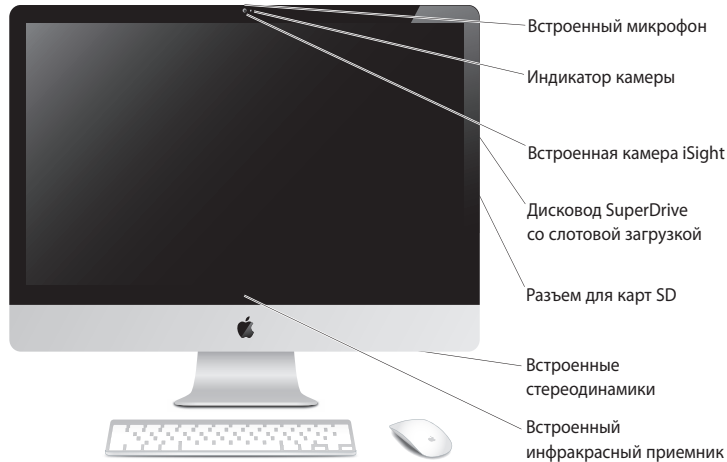 Встроенный микрофон
Индикатор камеры
Встроенная камера iSight
Дисковод SuperDrive
со слотовой загрузкой
Разъем для карт SD
Встроенные
стереодинамики
Встроенный
инфракрасный приемник